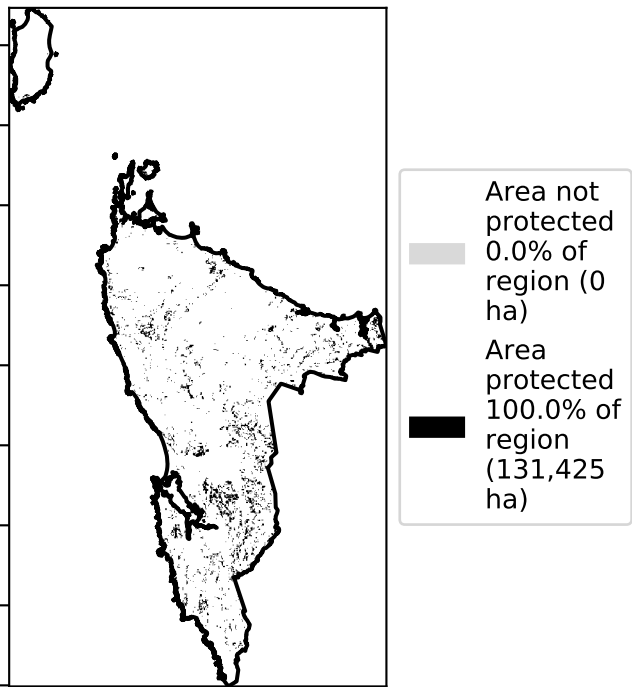 Area not
protected
0.0% of
region (0
ha)
Area
protected
100.0% of
region
(131,425
ha)